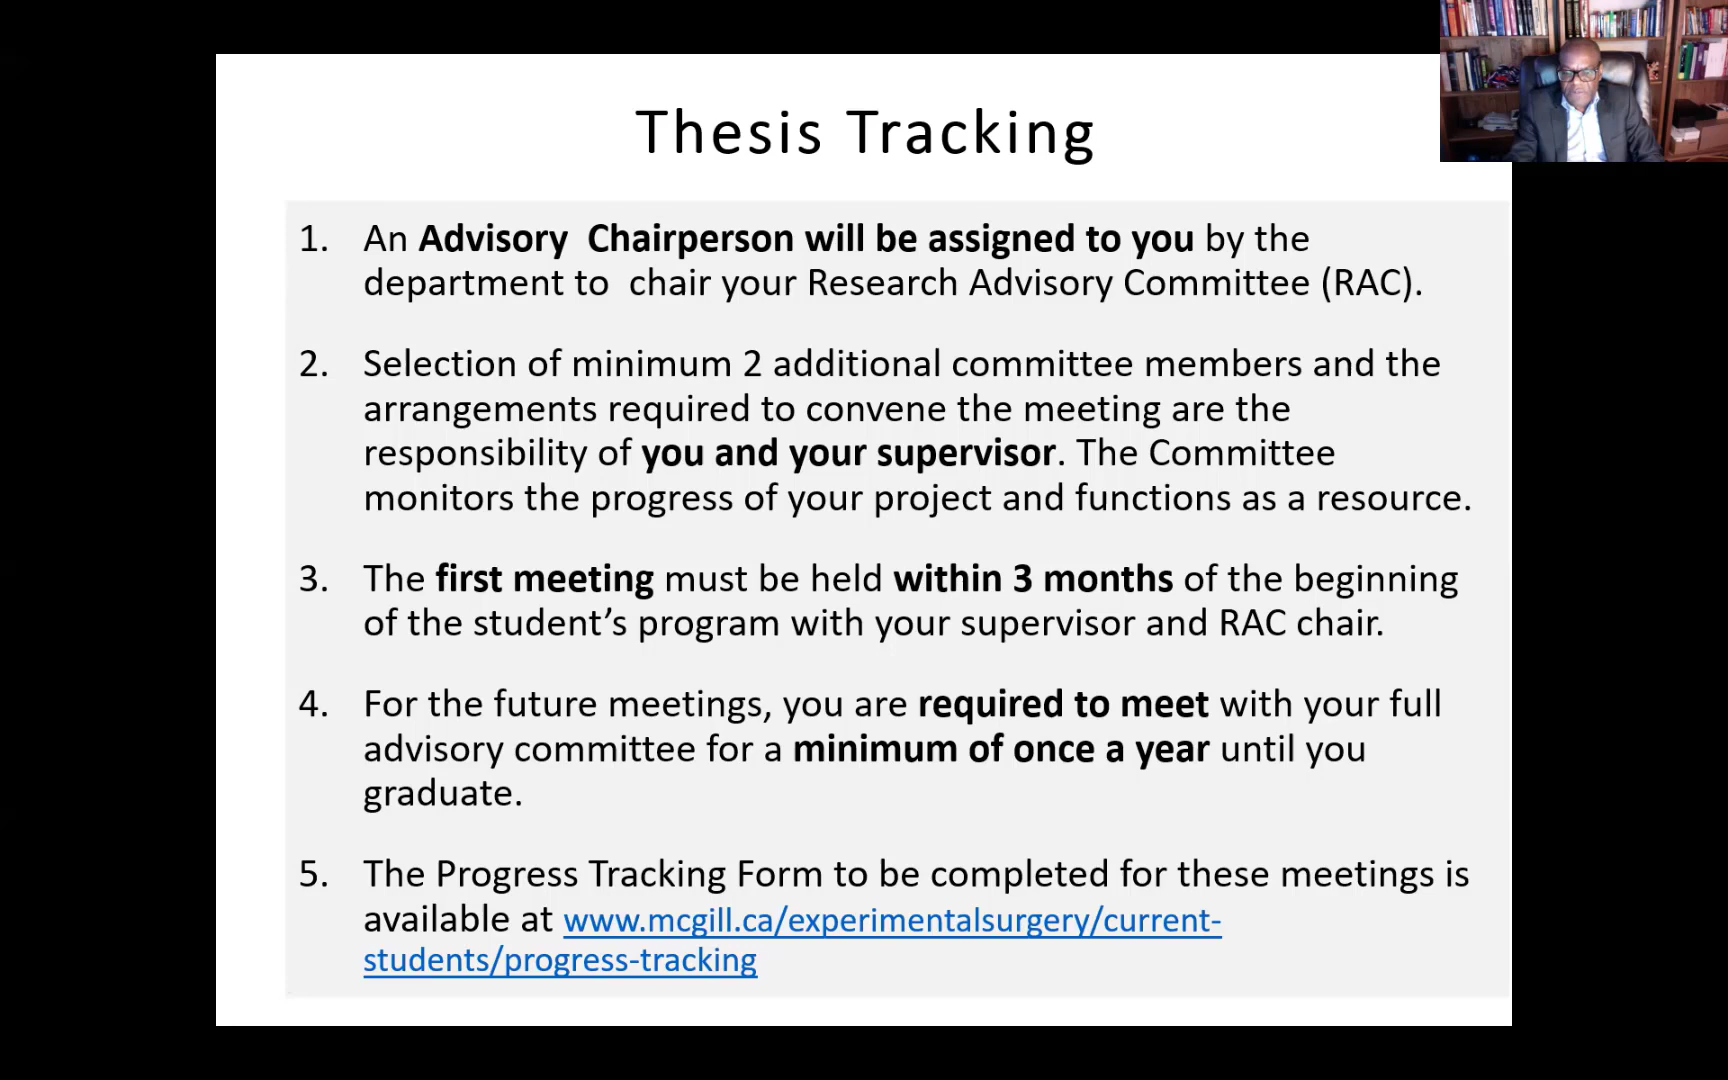 Thesis Tracking
1. An Advisory  Chairperson will be assigned to you by the
department to  chair your Research Advisory Committee (RAC).
2. Selection of minimum 2 additional committee members and the
arrangements required to convene the meeting are the
responsibility of you and your supervisor. The Committee
monitors the progress of your project and functions as a resource.
3. The first meeting must be held within 3 months of the beginning
of the student’s program with your supervisor and RAC chair.
4. For the future meetings, you are required to meet with your full
advisory committee for a minimum of once a year until you
graduate.
5. The Progress Tracking Form to be completed for these meetings is
available at www.mcgill.ca/experimentalsurgery/current-
students/progress-tracking